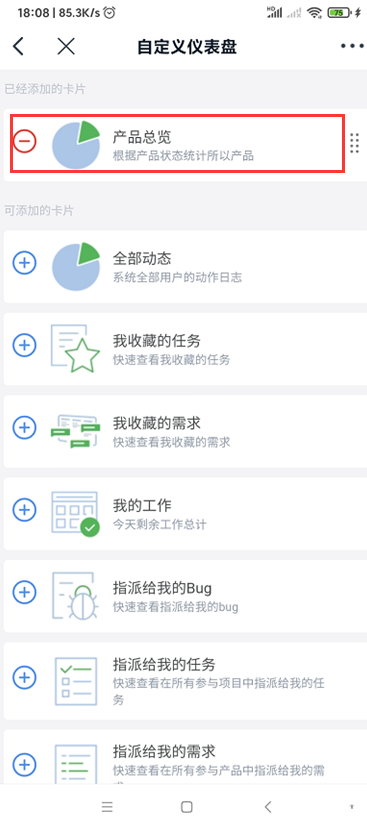 18:08 | 85.3K/s
HD
75
自定义仪表盘
已经添加的卡片
产品总览
根据产品状态统计所以产品
可添加的卡片
全部动态
系统全部用户的动作日志
我收藏的任务
快速查看我收藏的任务
我收藏的需求
快速查看我收藏的需求
我的工作
今天剩余工作总计
指派给我的Bug
快速查看指派给我的bug
指派给我的任务
快速查看在所有参与项目中指派给我的任
务
指派给我的需求
快速查看在所有参与产品中指派给我的需